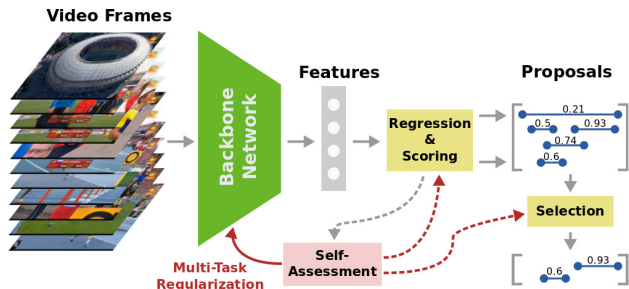 Video Frames
Backbone
Network
Features
Regression
&
Scoring
Proposals
0.21
0.5
0.93
0.74
0.6
Selection
Self-
Assessment
Multi-Task
Regularization
0.6
0.93